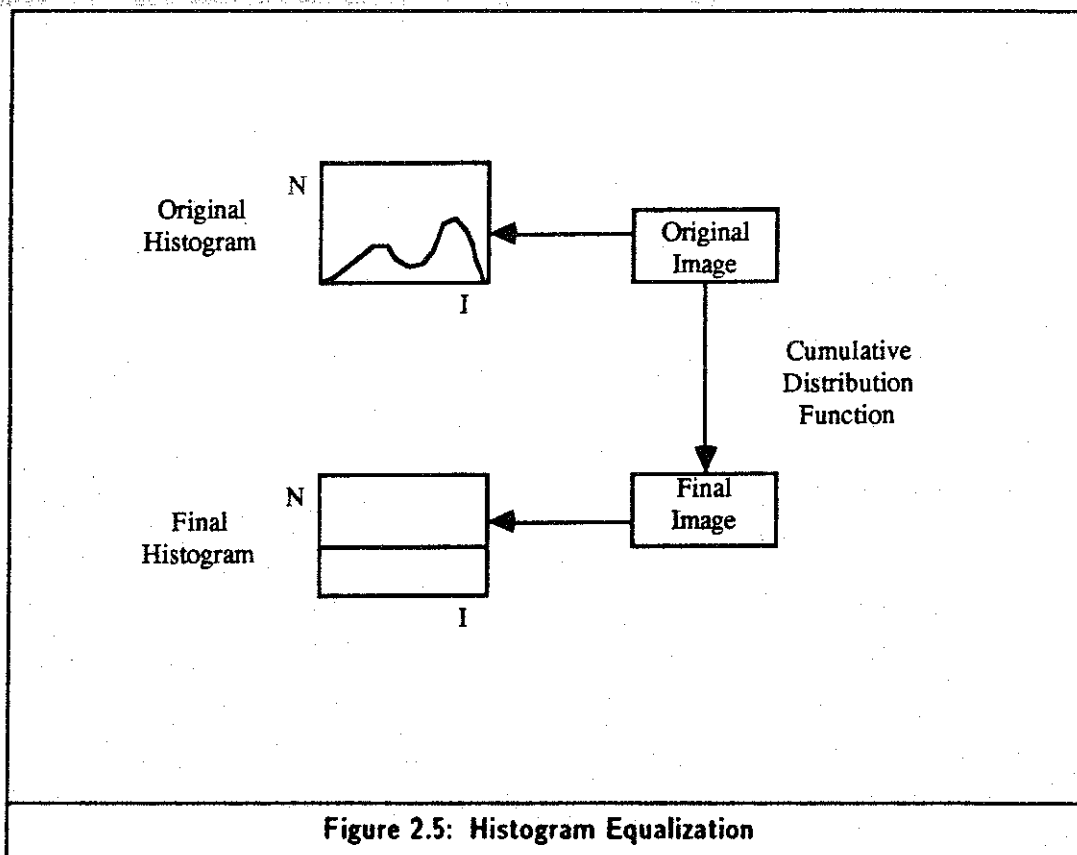 N
Original
Histogram
I
Original
Image
Cumulative
Distribution
Function
N
Final
Histogram
I
Final
Image
Figure 2.5: Histogram Equalization